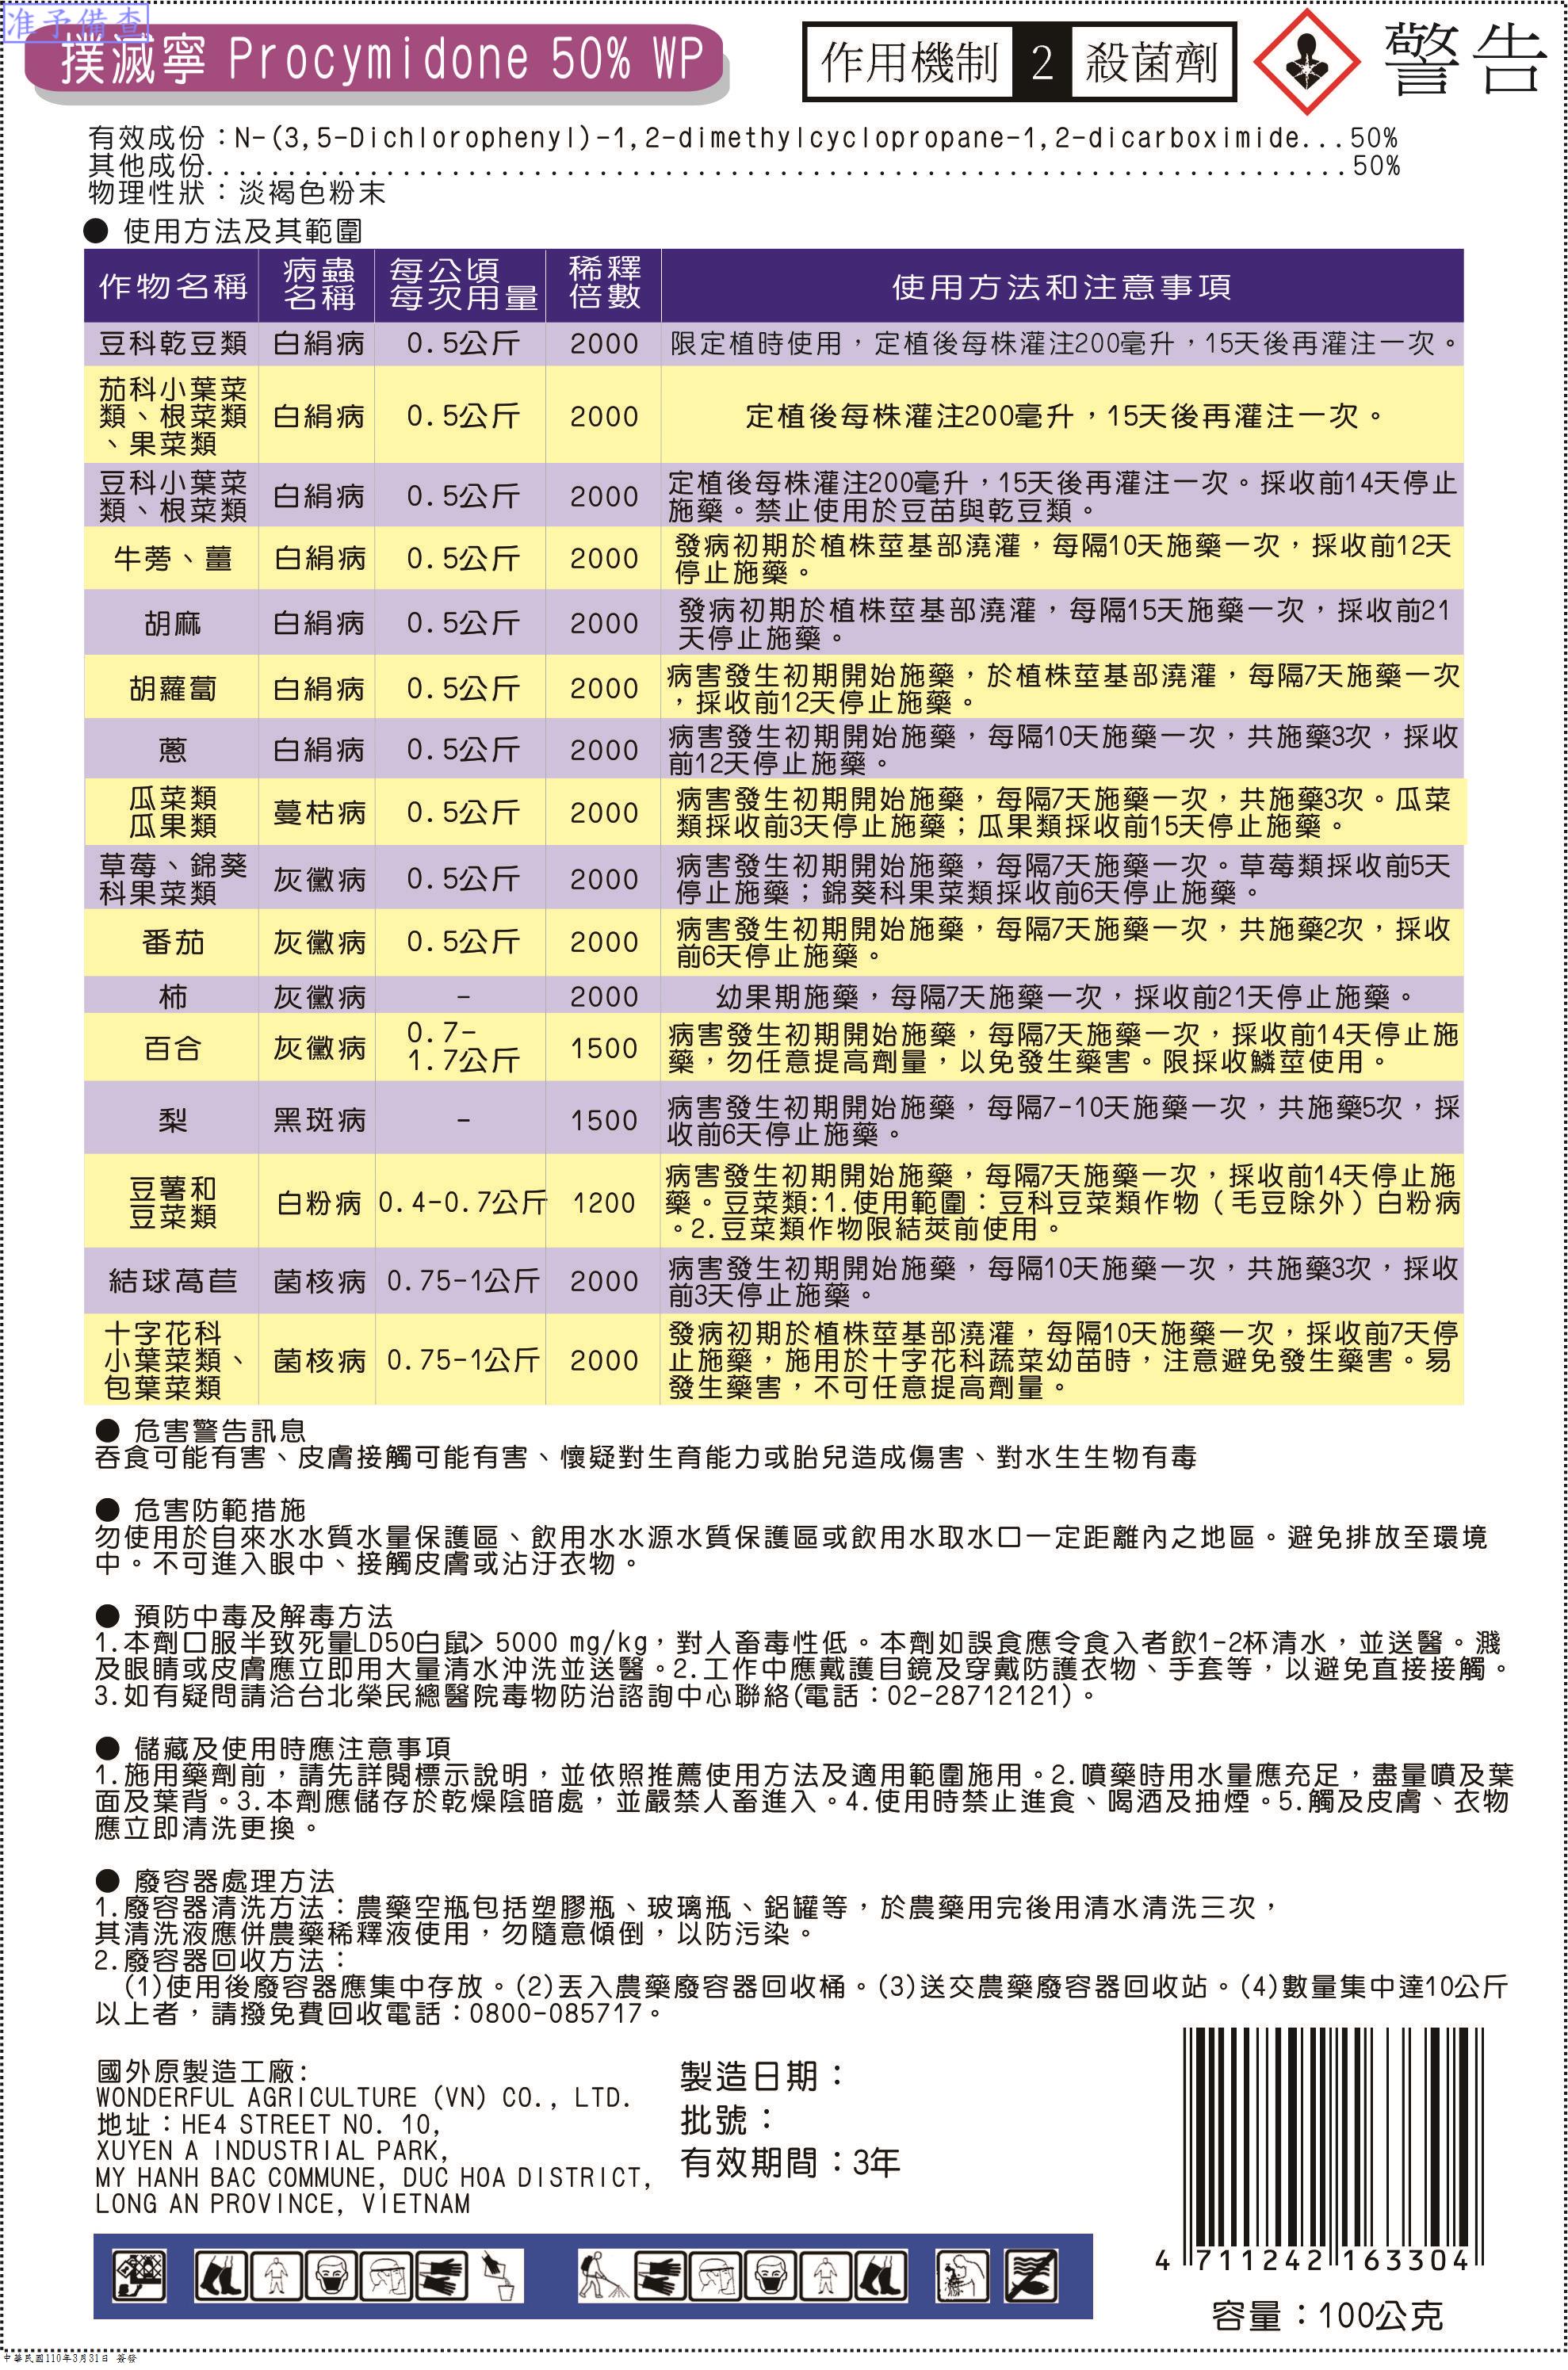 准予備查
撲滅寧 Procymidone 50% WP
作用機制 2 殺菌劑
警告
有效成份：N-(3,5-Dichlorophenyl)-1,2-dimethylcyclopropane-1,2-dicarboximide...50%
其他成份..........................................................50%
物理性狀：淡褐色粉末
● 使用方法及其範圍
作物名稱 病蟲名稱 每公頃每次用量 稀釋倍數 使用方法和注意事項
豆科乾豆類 白絹病 0.5公斤 2000 限定植時使用，定植後每株灌注200毫升，15天後再灌注一次。
茄科小葉菜
類、根菜類
、果菜類
白絹病 0.5公斤 2000 定植後每株灌注200毫升，15天後再灌注一次。
豆科小葉菜
類、根菜類
白絹病 0.5公斤 2000
定植後每株灌注200毫升，15天後再灌注一次。採收前14天停止
施藥。禁止使用於豆苗與乾豆類。
牛蒡、薑 白絹病 0.5公斤 2000
發病初期於植株莖基部澆灌，每隔10天施藥一次，採收前12天
停止施藥。
胡麻 白絹病 0.5公斤 2000
發病初期於植株莖基部澆灌，每隔15天施藥一次，採收前21
天停止施藥。
胡蘿蔔 白絹病 0.5公斤 2000
病害發生初期開始施藥，於植株莖基部澆灌，每隔7天施藥一次
，採收前12天停止施藥。
蔥 白絹病 0.5公斤 2000
病害發生初期開始施藥，每隔10天施藥一次，共施藥3次，採收
前12天停止施藥。
瓜菜類
瓜果類
蔓枯病 0.5公斤 2000
病害發生初期開始施藥，每隔7天施藥一次，共施藥3次。瓜菜
類採收前3天停止施藥；瓜果類採收前15天停止施藥。
草莓、錦葵
科果菜類
灰黴病 0.5公斤 2000
病害發生初期開始施藥，每隔7天施藥一次。草莓類採收前5天
停止施藥；錦葵科果菜類採收前6天停止施藥。
番茄 灰黴病 0.5公斤 2000
病害發生初期開始施藥，每隔7天施藥一次，共施藥2次，採收
前6天停止施藥。
柿 灰黴病 - 2000 幼果期施藥，每隔7天施藥一次，採收前21天停止施藥。
百合 灰黴病 0.7-
1.7公斤 1500
病害發生初期開始施藥，每隔7天施藥一次，採收前14天停止施
藥，勿任意提高劑量，以免發生藥害。限採收鱗莖使用。
梨 黑斑病 - 1500
病害發生初期開始施藥，每隔7-10天施藥一次，共施藥5次，採
收前6天停止施藥。
豆薯和
豆菜類
白粉病 0.4-0.7公斤 1200
病害發生初期開始施藥，每隔7天施藥一次，採收前14天停止施
藥。豆菜類:1.使用範圍：豆科豆菜類作物（毛豆除外）白粉病
。2.豆菜類作物限結莢前使用。
結球萵苣 菌核病 0.75-1公斤 2000
病害發生初期開始施藥，每隔10天施藥一次，共施藥3次，採收
前3天停止施藥。
十字花科
小葉菜類、
包葉菜類
菌核病 0.75-1公斤 2000
發病初期於植株莖基部澆灌，每隔10天施藥一次，採收前7天停
止施藥，施用於十字花科蔬菜幼苗時，注意避免發生藥害。易
發生藥害，不可任意提高劑量。
● 危害警告訊息
吞食可能有害、皮膚接觸可能有害、懷疑對生育能力或胎兒造成傷害、對水生生物有毒
● 危害防範措施
勿使用於自來水水質水量保護區、飲用水水源水質保護區或飲用水取水口一定距離內之地區。避免排放至環境
中。不可進入眼中、接觸皮膚或沾汙衣物。
● 預防中毒及解毒方法
1.本劑口服半致死量LD50白鼠> 5000 mg/kg，對人畜毒性低。本劑如誤食應令食入者飲1-2杯清水，並送醫。濺
及眼睛或皮膚應立即用大量清水沖洗並送醫。2.工作中應戴護目鏡及穿戴防護衣物、手套等，以避免直接接觸。
3.如有疑問請洽台北榮民總醫院毒物防治諮詢中心聯絡(電話：02-28712121)。
● 儲藏及使用時應注意事項
1.施用藥劑前，請先詳閱標示說明，並依照推薦使用方法及適用範圍施用。2.噴藥時用水量應充足，盡量噴及葉
面及葉背。3.本劑應儲存於乾燥陰暗處，並嚴禁人畜進入。4.使用時禁止進食、喝酒及抽煙。5.觸及皮膚、衣物
應立即清洗更換。
● 廢容器處理方法
1.廢容器清洗方法：農藥空瓶包括塑膠瓶、玻璃瓶、鋁罐等，於農藥用完後用清水清洗三次，
其清洗液應併農藥稀釋液使用，勿隨意傾倒，以防污染。
2.廢容器回收方法：
(1)使用後廢容器應集中存放。(2)丟入農藥廢容器回收桶。(3)送交農藥廢容器回收站。(4)數量集中達10公斤
以上者，請撥免費回收電話：0800-085717。
國外原製造工廠:
WONDERFUL AGRICULTURE (VN) CO., LTD.
地址：HE4 STREET NO. 10,
XUYEN A INDUSTRIAL PARK,
MY HANH BAC COMMUNE, DUC HOA DISTRICT,
LONG AN PROVINCE, VIETNAM
製造日期：
批號：
有效期間：3年
4 711242 163304
容量：100公克
中華民國110年3月31日 簽發